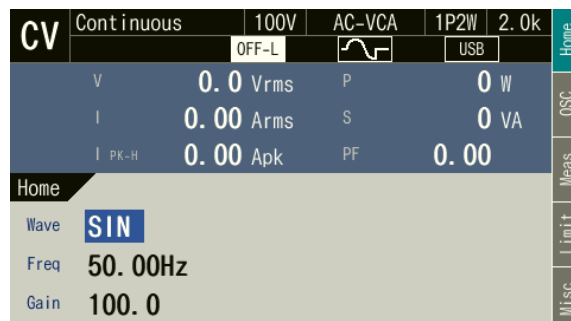 CV Continuous 100V AC-VCA 1P2W 2.0k
OFF-L USB
V 0.0 Vrms P 0 W
I 0.00 Arms S 0 VA
I PK-H 0.00 Apk PF 0.00
Home
Wave SIN
Freq 50.00Hz
Gain 100.0
Home
OSC
Meas
Limit
Misc